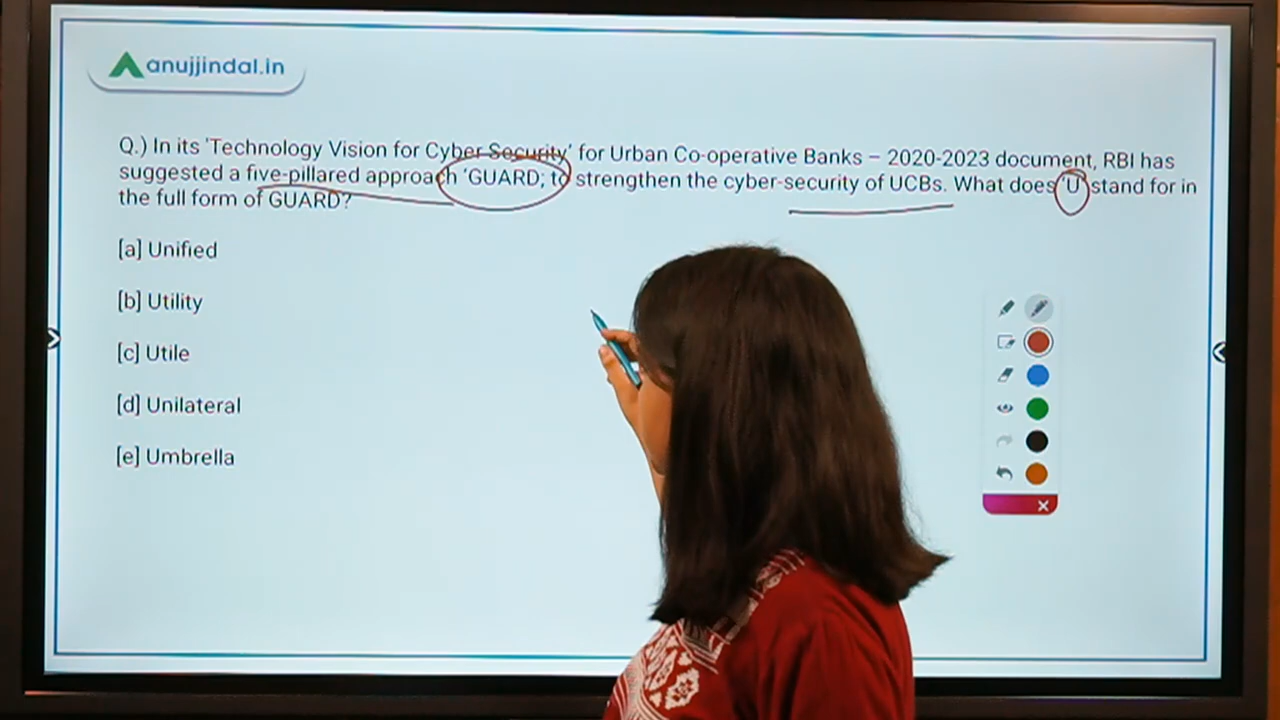 anujjindal.in
Q.) In its 'Technology Vision for Cyber Security' for Urban Co-operative Banks – 2020-2023 document, RBI has
suggested a five-pillared approach 'GUARD; to strengthen the cyber-security of UCBs. What does 'U' stand for in
the full form of GUARD?
[a] Unified
[b] Utility
[c] Utile
[d] Unilateral
[e] Umbrella